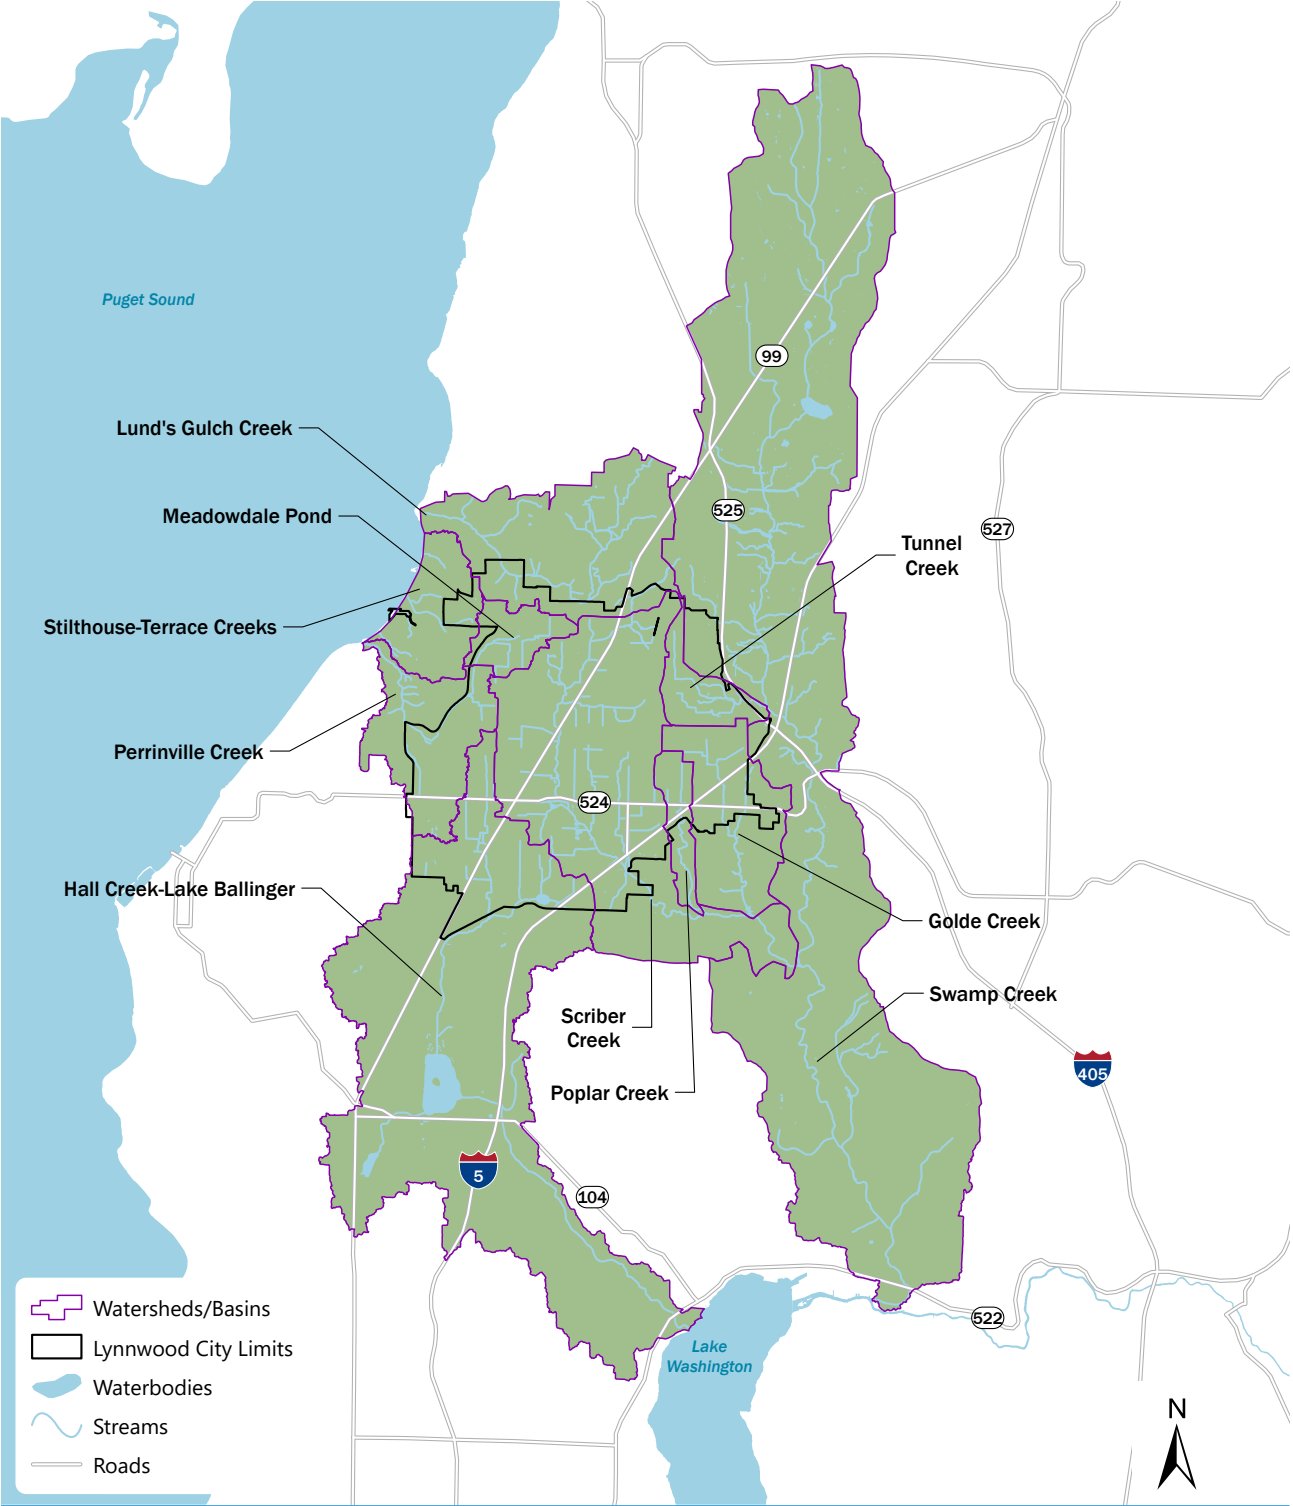 Puget Sound
99
Lund's Gulch Creek
525
Meadowdale Pond
527
Tunnel
Creek
Stilthouse-Terrace Creeks
Perrinville Creek
524
Hall Creek-Lake Ballinger
Golde Creek
Swamp Creek
Scriber
Creek
405
Poplar Creek
5
104
Watersheds/Basins
522
Lynnwood City Limits
Lake
Washington
Waterbodies
N
Streams
Roads